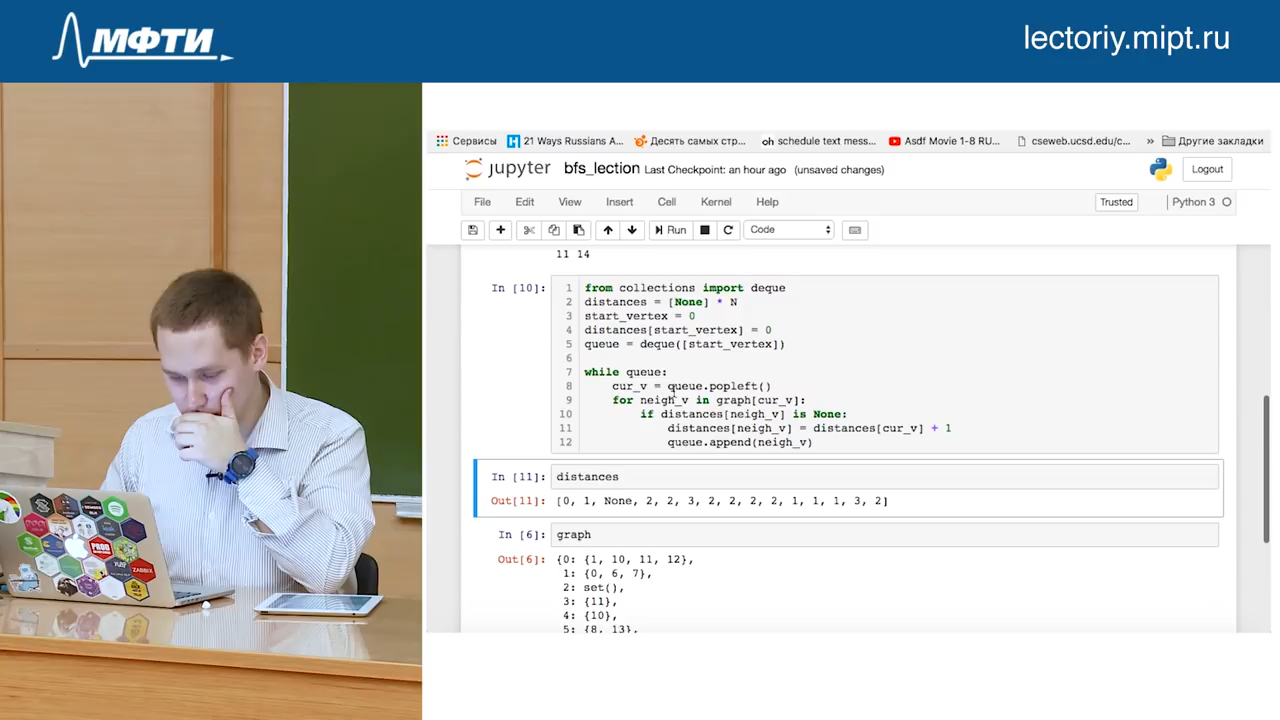 МФТИ
lectoriy.mipt.ru
Сервисы 21 Ways Russians A... Десять самых стр... oh schedule text mess... Asdf Movie 1-8 RU... cseweb.ucsd.edu/c... » Другие закладки
jupyter bfs_lection Last Checkpoint: an hour ago (unsaved changes) Logout
File Edit View Insert Cell Kernel Help Trusted Python 3
Run Code
11 14
In [10]: 1 from collections import deque
2 distances = [None] * N
3 start_vertex = 0
4 distances[start_vertex] = 0
5 queue = deque([start_vertex])
6
7 while queue:
8 cur_v = queue.popleft()
9 for neigh_v in graph[cur_v]:
10 if distances[neigh_v] is None:
11 distances[neigh_v] = distances[cur_v] + 1
12 queue.append(neigh_v)
In [11]: distances
Out[11]: [0, 1, None, 2, 2, 3, 2, 2, 2, 2, 1, 1, 1, 3, 2]
In [6]: graph
Out[6]: {0: {1, 10, 11, 12},
1: {0, 6, 7},
2: set(),
3: {11},
4: {10},
5: {8, 13},
ZABBIX